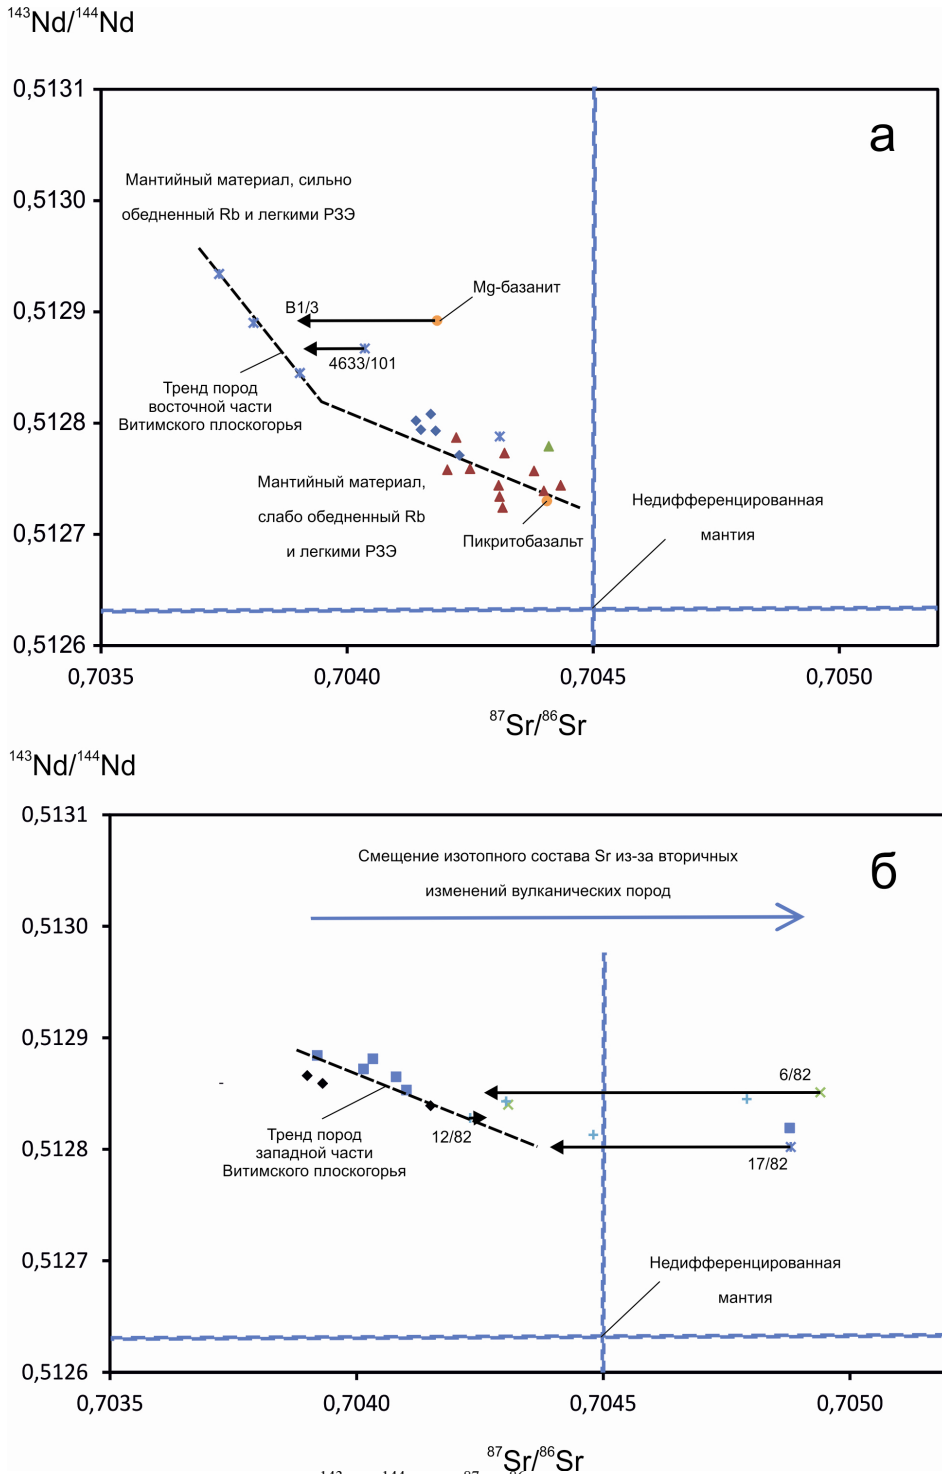 143Nd/144Nd
0,5131
а
Мантийный материал, сильно
обедненный Rb и легкими РЗЭ
0,5130
Mg-базанит
В1/3
0,5129
4633/101
Тренд пород
восточной части
Витимского плоскогорья
0,5128
Мантийный материал,
слабо обедненный Rb
и легкими РЗЭ
Недифференцированная
мантия
Пикритобазальт
0,5127
0,5126
0,7035 0,7040 0,7045 0,7050
87Sr/86Sr
143Nd/144Nd
0,5131
Смещение изотопного состава Sr из-за вторичных
изменений вулканических пород
б
0,5130
0,5129
-
6/82
12/82
Тренд пород
западной части
Витимского плоскогорья
0,5128
17/82
0,5127
Недифференцированная
мантия
0,5126
0,7035 0,7040 0,7045 0,7050
87Sr/86Sr